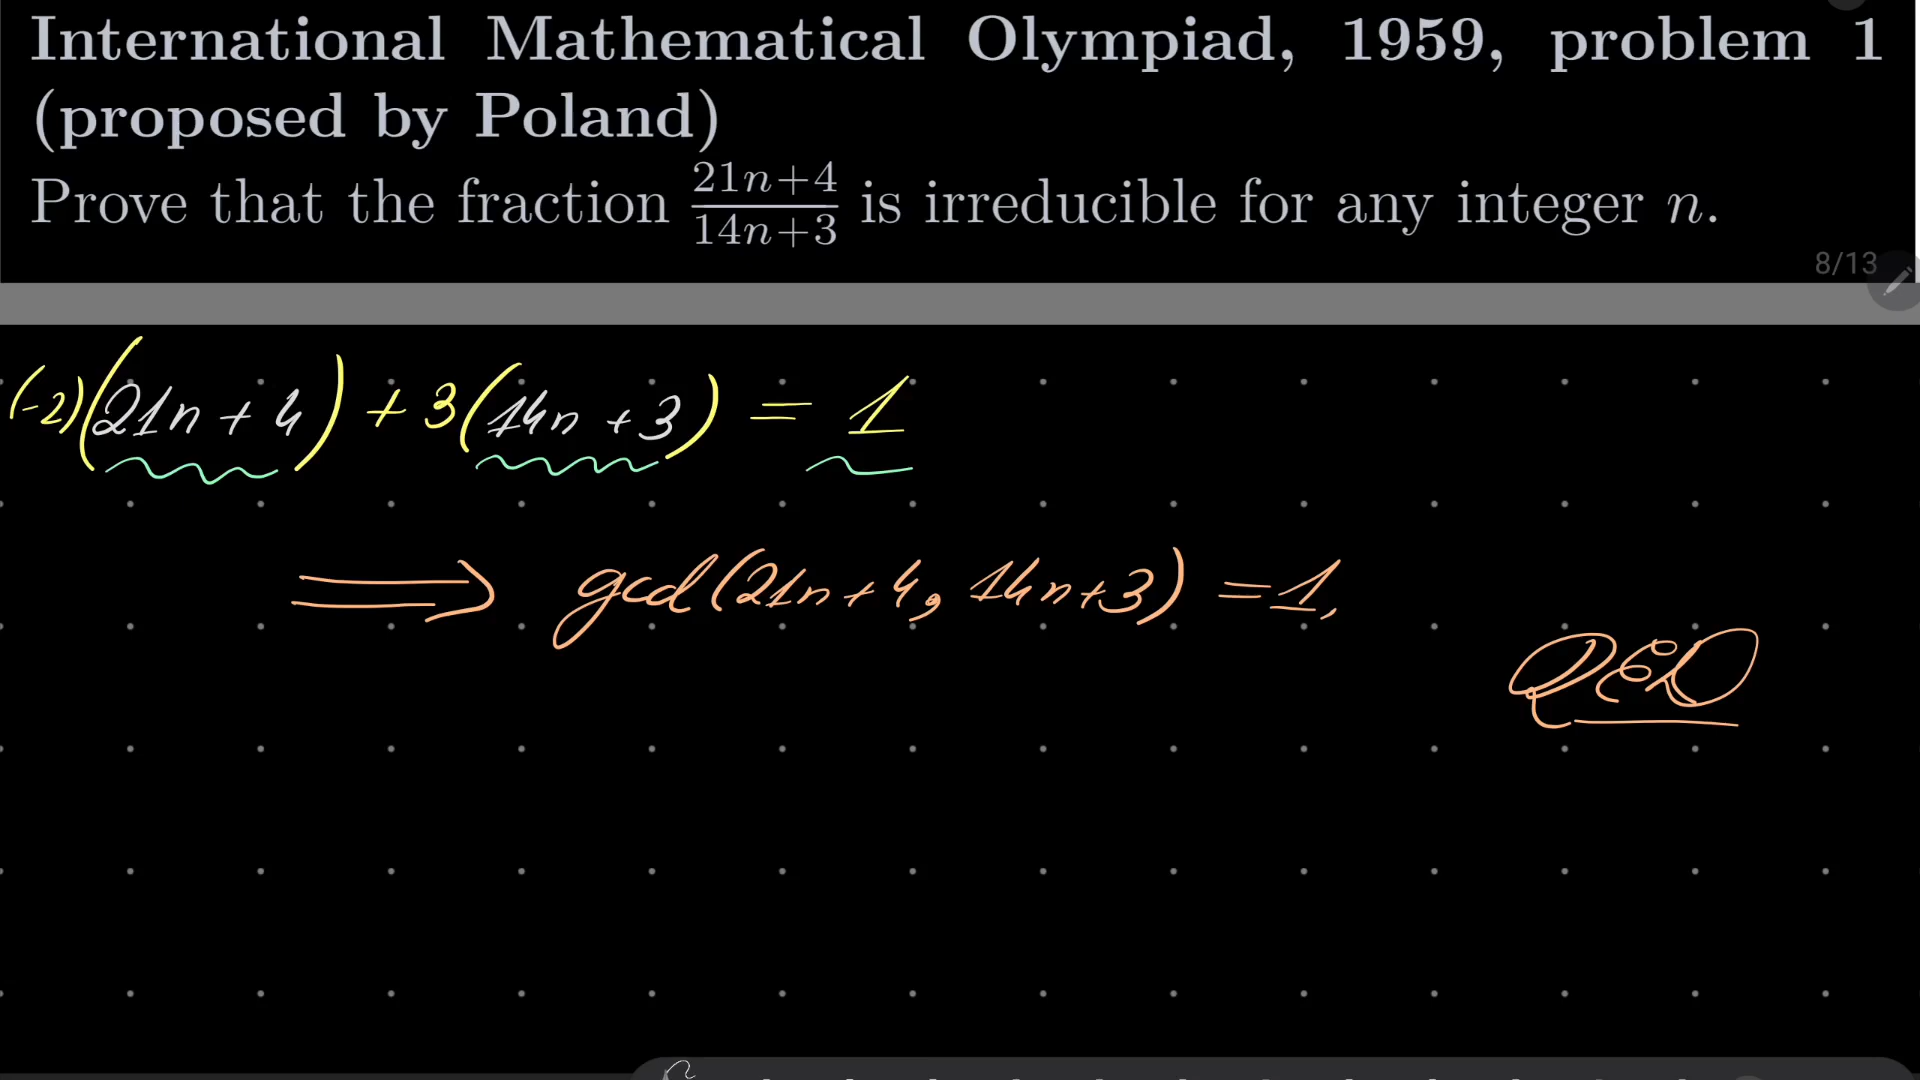 International Mathematical Olympiad, 1959, problem 1
(proposed by Poland)
Prove that the fraction \frac{21n+4}{14n+3} is irreducible for any integer n.
8/13
(-2)(21n + 4) + 3(14n + 3) = 1
⟹ gcd(21n + 4, 14n+3) = 1,
QED